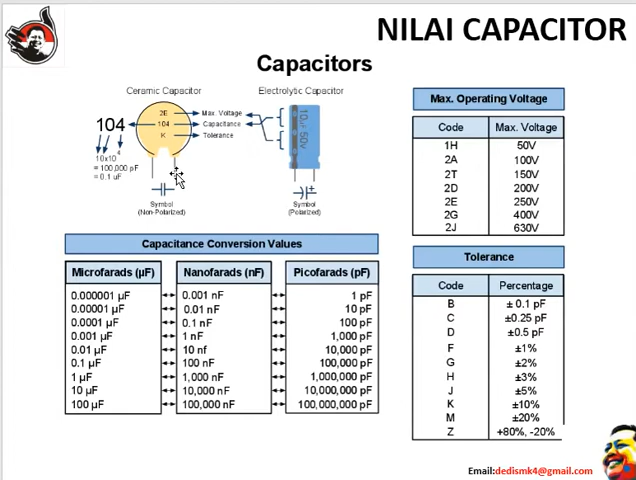 NILAI CAPACITOR
Capacitors
Ceramic Capacitor
Electrolytic Capacitor
2E
104
K
Max. Voltage
Capacitance
Tolerance
104
4
10x10
= 100,000 pF
= 0.1 uF
10µF 50V
Symbol
(Non-Polarized)
+
Symbol
(Polarized)
Max. Operating Voltage
Code Max. Voltage
1H 50V
2A 100V
2T 150V
2D 200V
2E 250V
2G 400V
2J 630V
Capacitance Conversion Values
Microfarads (µF) Nanofarads (nF) Picofarads (pF)
0.000001 µF 0.001 nF 1 pF
0.00001 µF 0.01 nF 10 pF
0.0001 µF 0.1 nF 100 pF
0.001 µF 1 nF 1,000 pF
0.01 µF 10 nf 10,000 pF
0.1 µF 100 nF 100,000 pF
1 µF 1,000 nF 1,000,000 pF
10 µF 10,000 nF 10,000,000 pF
100 µF 100,000 nF 100,000,000 pF
Tolerance
Code Percentage
B ± 0.1 pF
C ±0.25 pF
D ±0.5 pF
F ±1%
G ±2%
H ±3%
J ±5%
K ±10%
M ±20%
Z +80%, -20%
Email:dedismk4@gmail.com